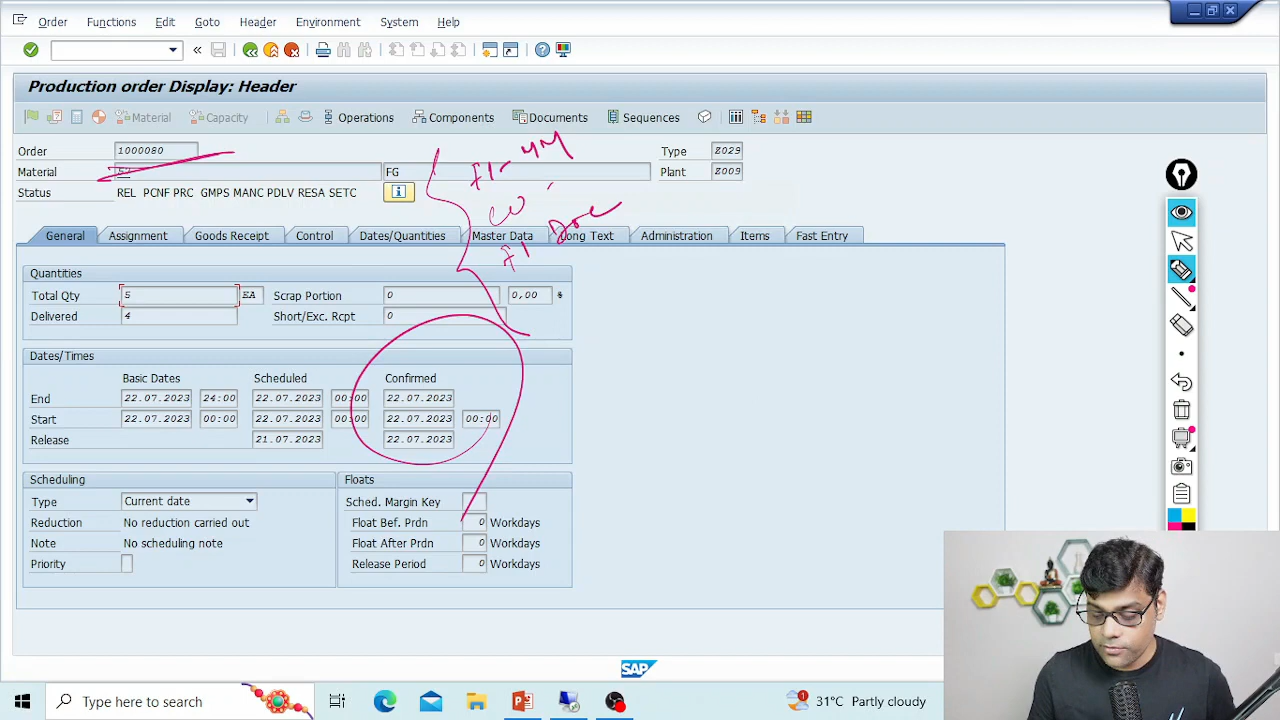 Order Functions Edit Goto Header Environment System Help
Production order Display: Header
Material Capacity Operations Components Documents Sequences
Order 1000080 Type Z029
Material 54 FG Plant Z009
Status REL PCNF PRC GMPS MANC PDLV RESA SETC
FI-MM
CO
FI Doc
General Assignment Goods Receipt Control Dates/Quantities Master Data Long Text Administration Items Fast Entry
Quantities
Total Qty 5 EA Scrap Portion 0 0,00 %
Delivered 4 Short/Exc. Rcpt 0
Dates/Times
Basic Dates Scheduled Confirmed
End 22.07.2023 24:00 22.07.2023 00:00 22.07.2023
Start 22.07.2023 00:00 22.07.2023 00:00 22.07.2023 00:00
Release 21.07.2023 22.07.2023
Scheduling Floats
Type Current date Sched. Margin Key
Reduction No reduction carried out Float Bef. Prdn 0 Workdays
Note No scheduling note Float After Prdn 0 Workdays
Priority Release Period 0 Workdays
SAP
Type here to search 31°C Partly cloudy